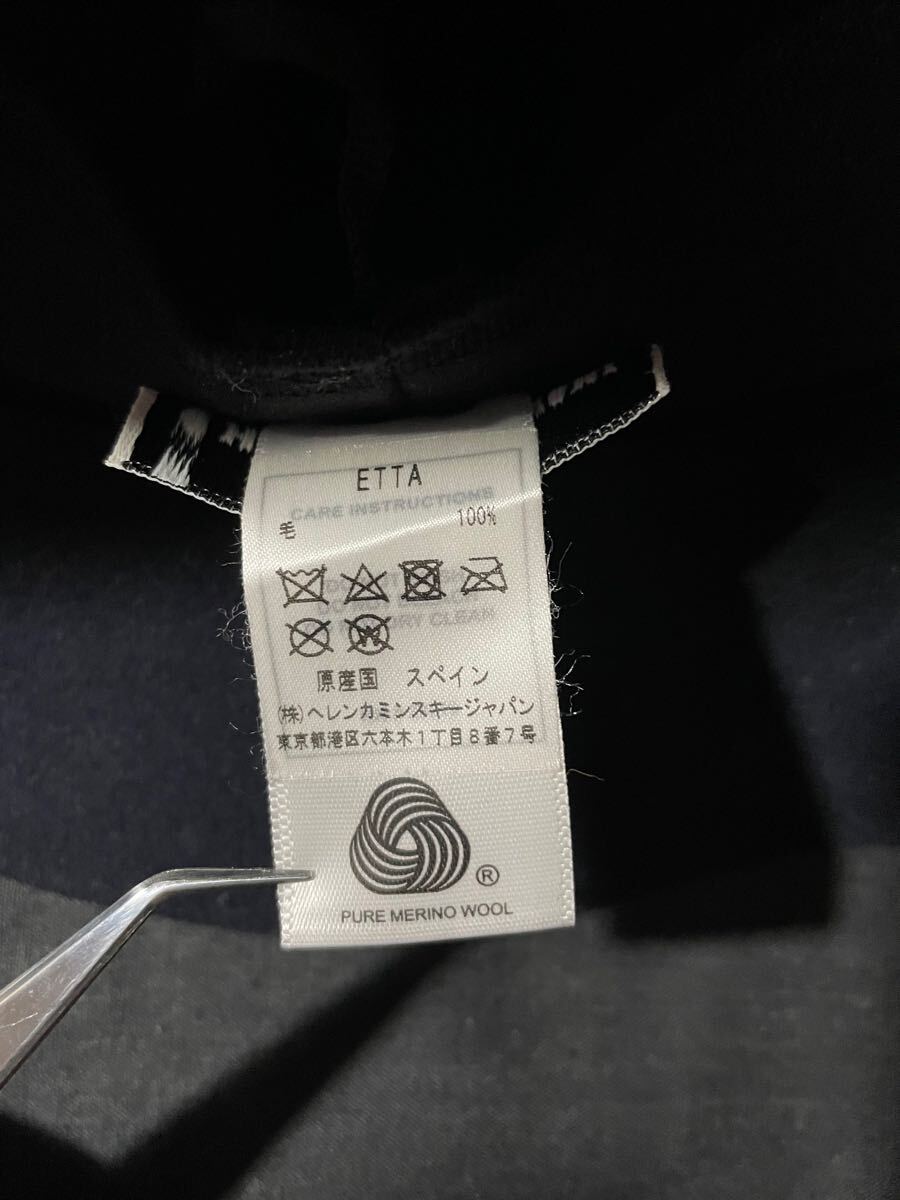 ETTA
CARE INSTRUCTIONS
毛 100%
DRY CLEAN
原産国 スペイン
(株)ヘレンカミンスキージャパン
東京都港区六本木1丁目8番7号
®
PURE MERINO WOOL